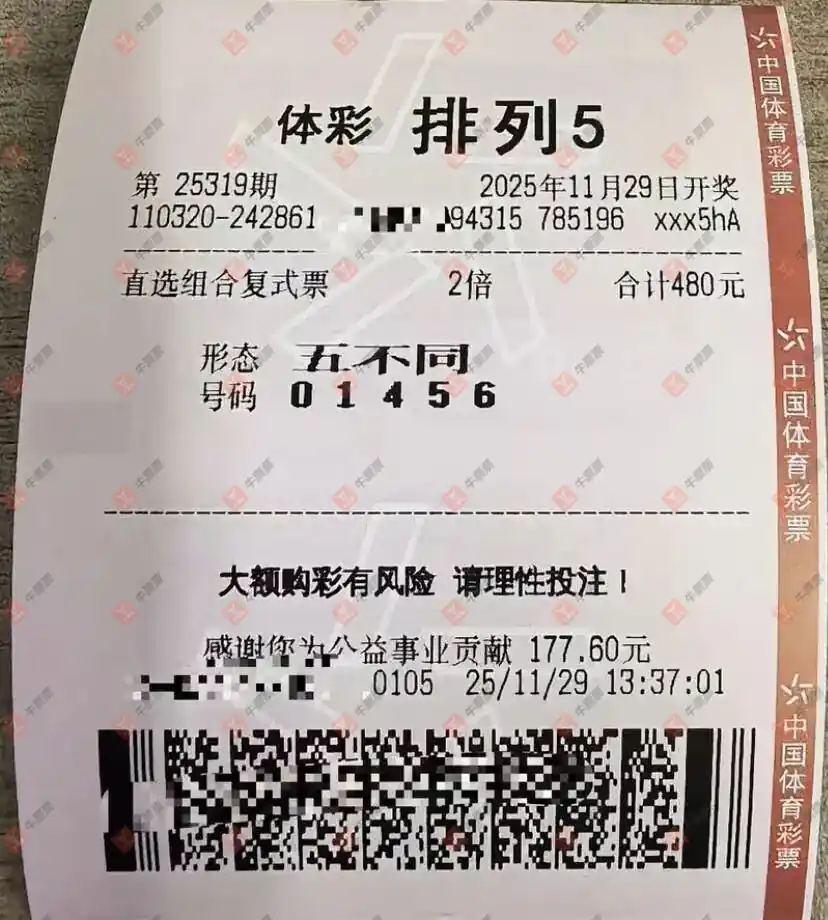 体彩 排列5
第 25319期 2025年11月29日开奖
110320-242861 94315 785196 xxx5hA
直选组合复式票 2倍 合计480元
形态 五不同
号码 0 1 4 5 6
大额购彩有风险 请理性投注！
感谢您为公益事业贡献 177.60元
0105 25/11/29 13:37:01
中国体育彩票
中国体育彩票
中国体育彩票